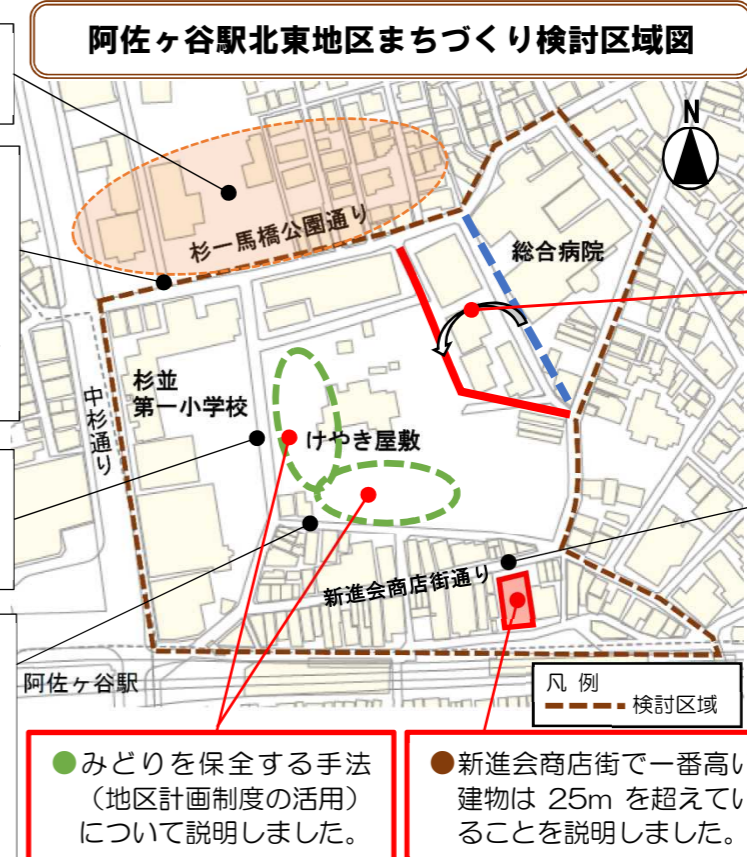 阿佐ヶ谷駅北東地区まちづくり検討区域図
N
杉一馬橋公園通り
総合病院
杉並
第一小学校
中杉通り
けやき屋敷
新進会商店街通り
阿佐ヶ谷駅
凡 例
検討区域
●みどりを保全する手法
（地区計画制度の活用）
について説明しました。
●新進会商店街で一番高い
建物は 25m を超えてい
ることを説明しました。